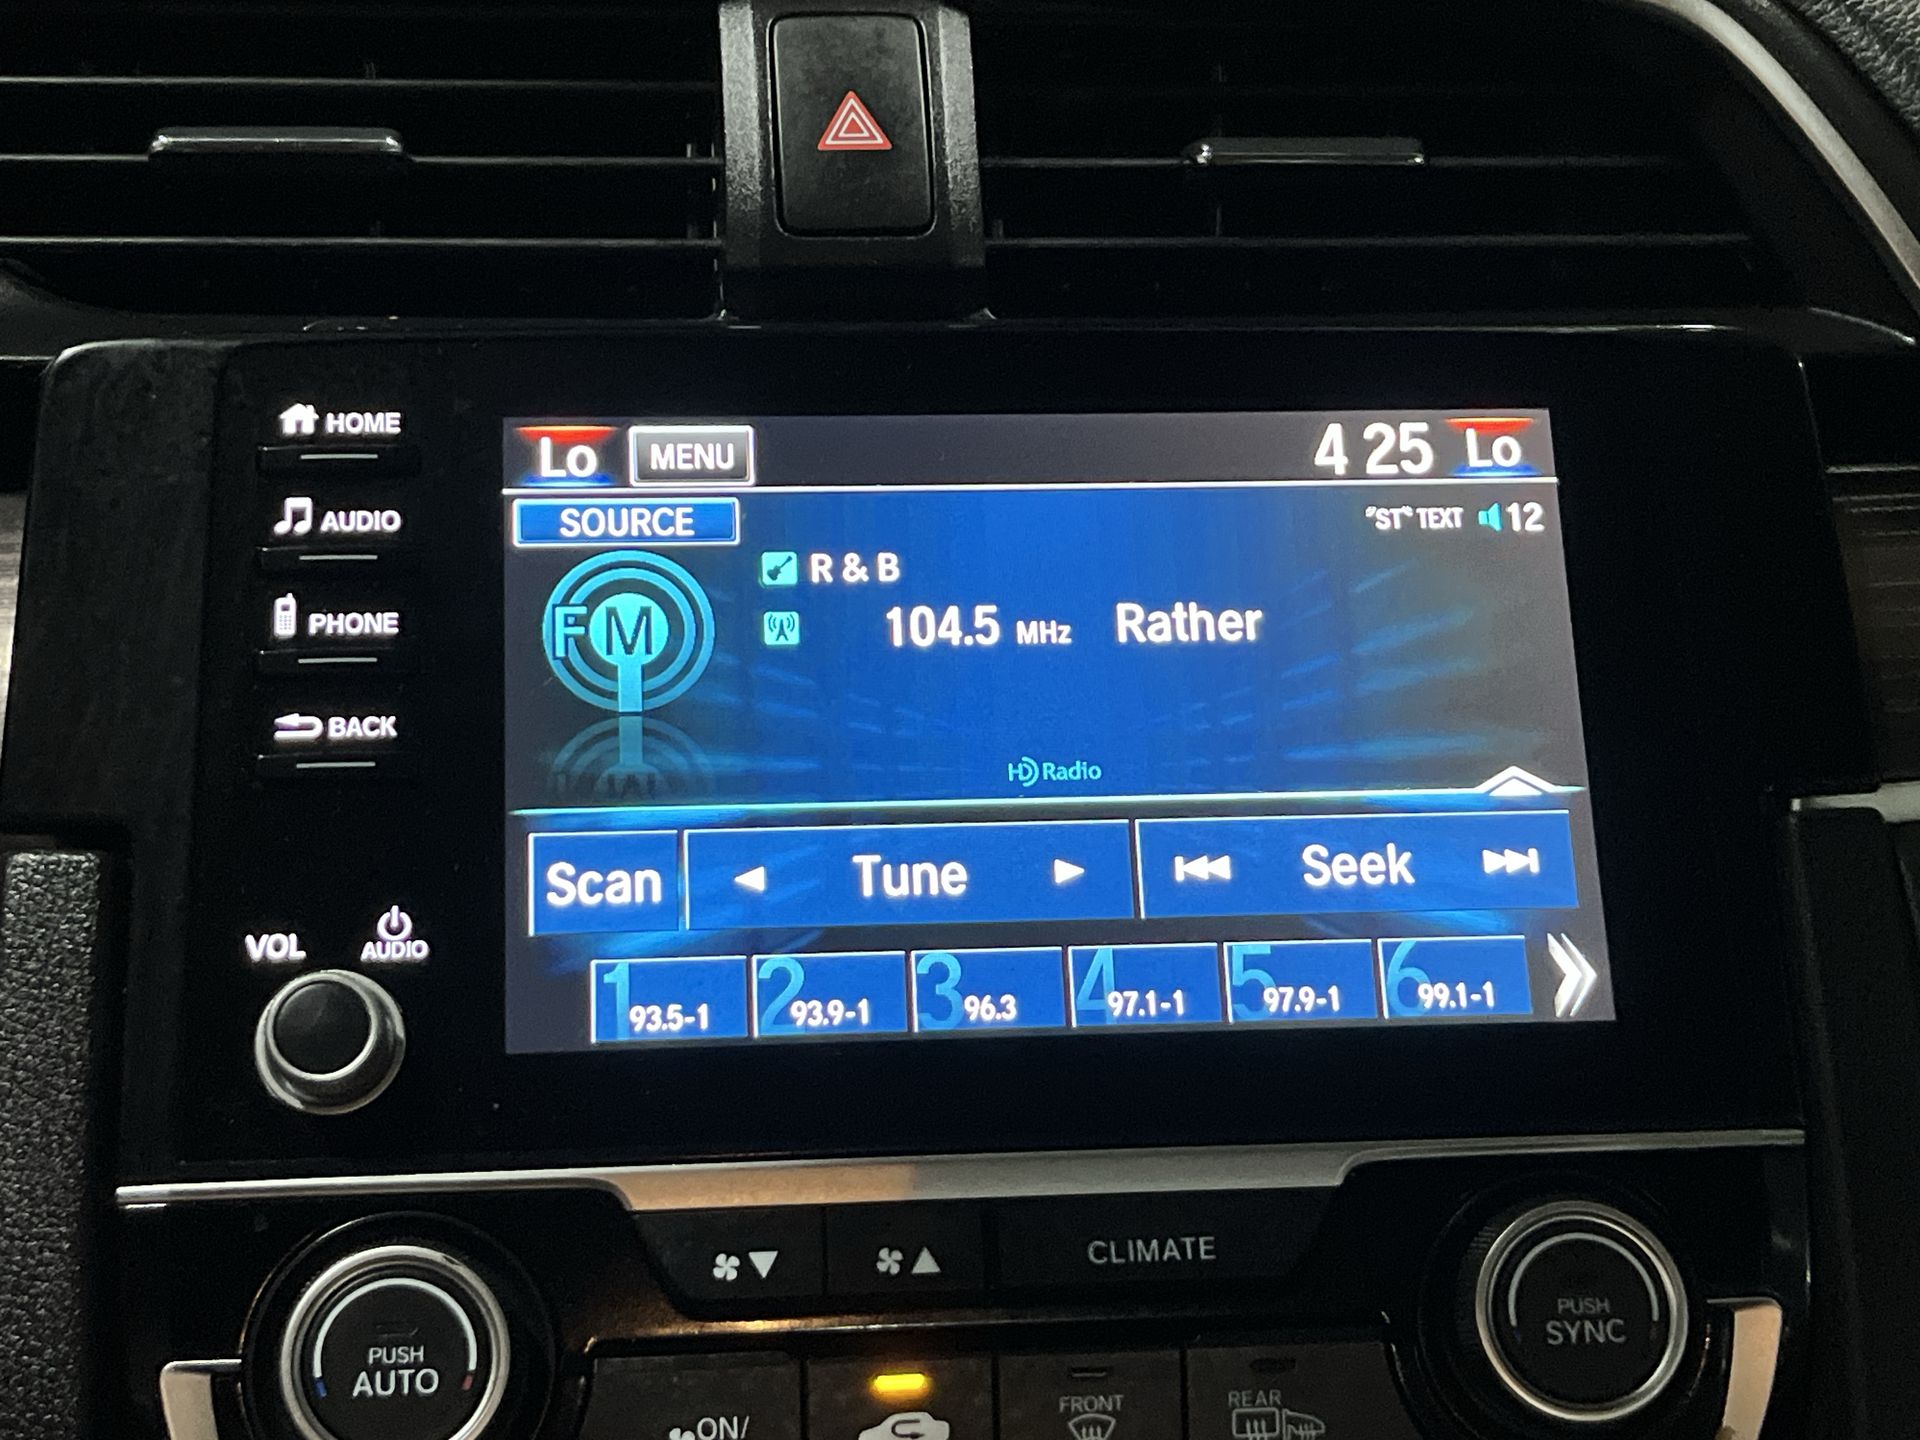 HOME
AUDIO
PHONE
BACK
VOL
AUDIO
Lo MENU 4 25 Lo
SOURCE "ST" TEXT 12
FM
R & B
104.5 MHz Rather
HD Radio
Scan Tune Seek
1 93.5-1 2 93.9-1 3 96.3 4 97.1-1 5 97.9-1 6 99.1-1
CLIMATE
PUSH
AUTO
PUSH
SYNC
ON/
FRONT
REAR